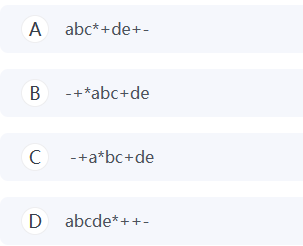 A abc*+de+-
B -+*abc+de
C -+a*bc+de
D abcde*++-